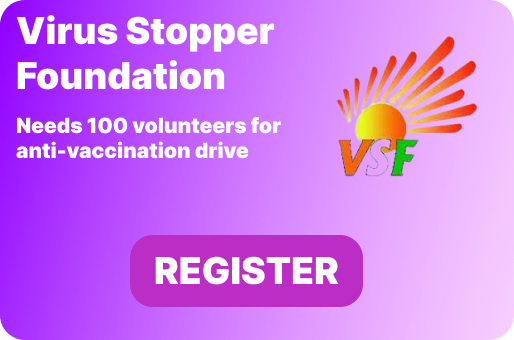 Virus Stopper
Foundation
Needs 100 volunteers for
anti-vaccination drive
VSF
REGISTER